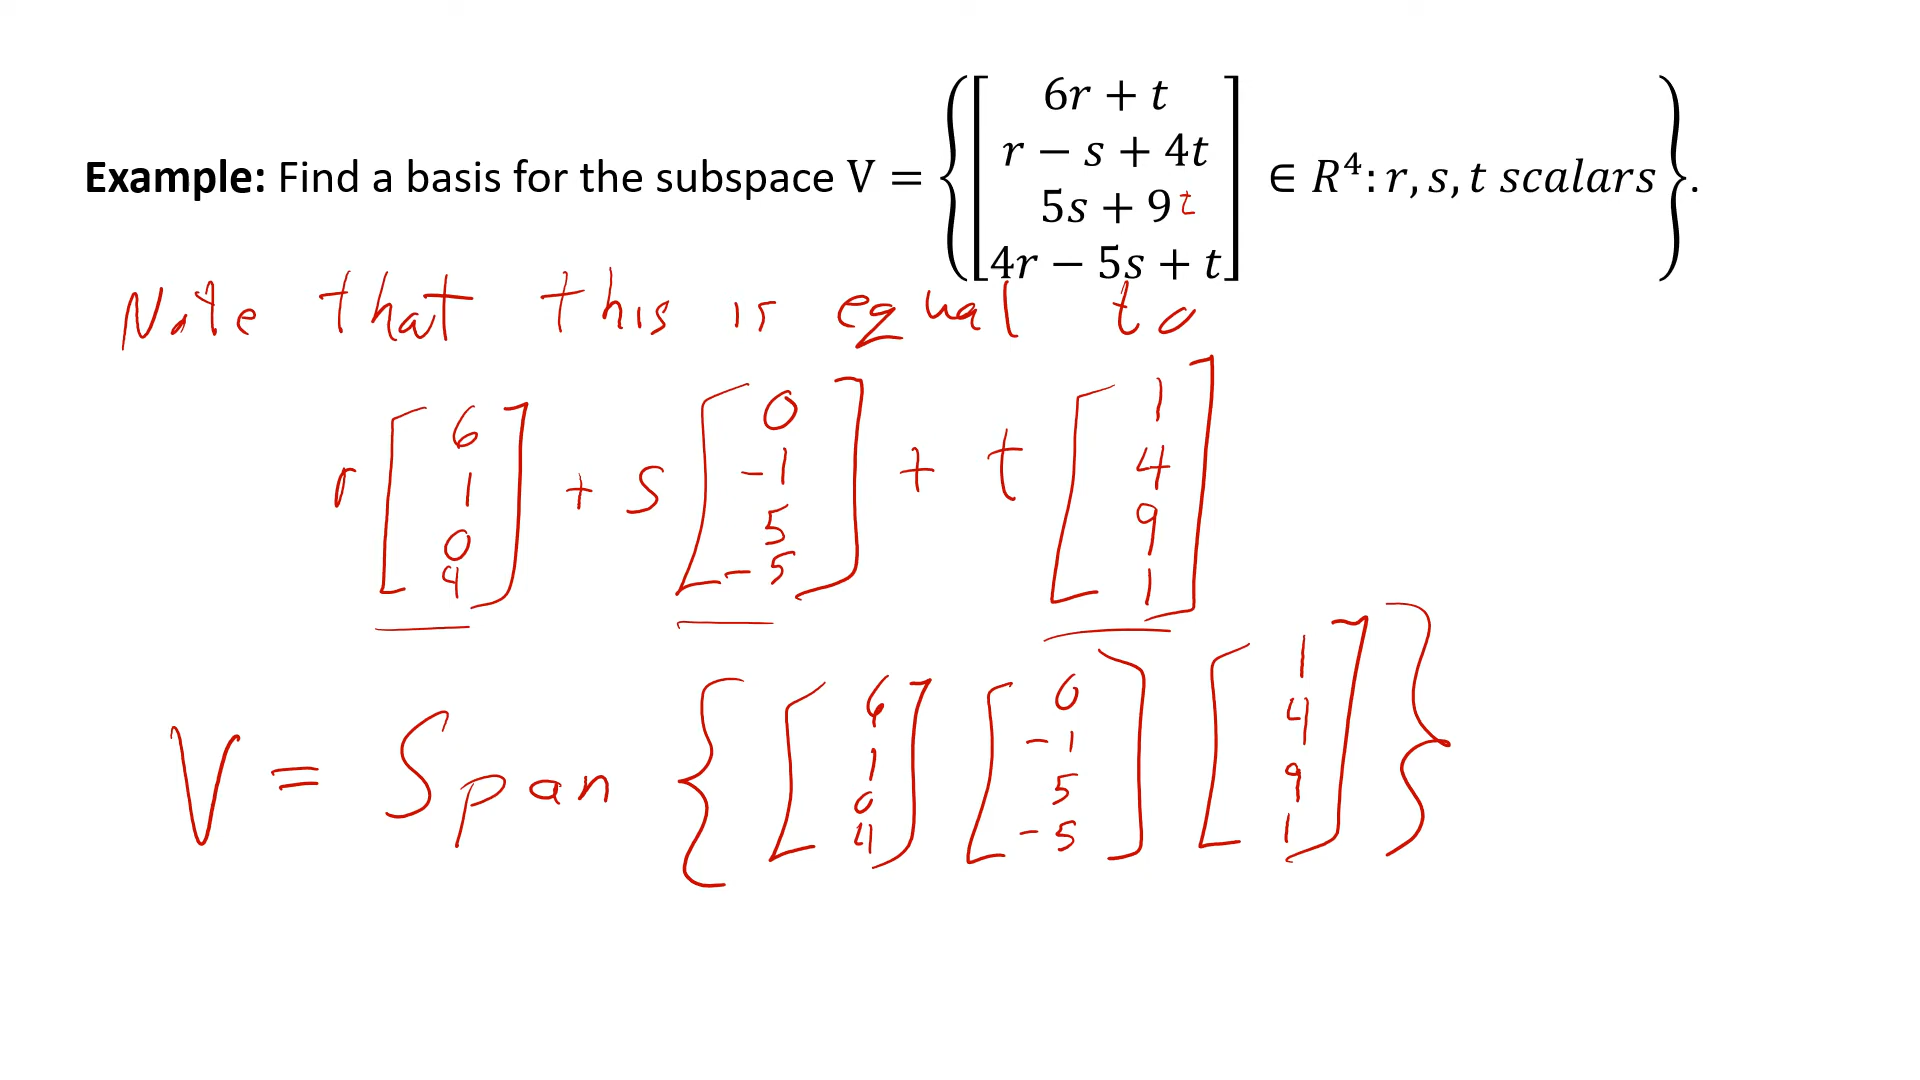 6r + t
r − s + 4t
Example: Find a basis for the subspace V = { [ ] ∈ R⁴: r, s, t scalars }.
5s + 9 t
4r − 5s + t
Note that this is equal to
r [6 1 0 4] + s [0 -1 5 -5] + t [1 4 9 1]
V = Span { [6 1 0 4] [0 -1 5 -5] [1 4 9 1] }